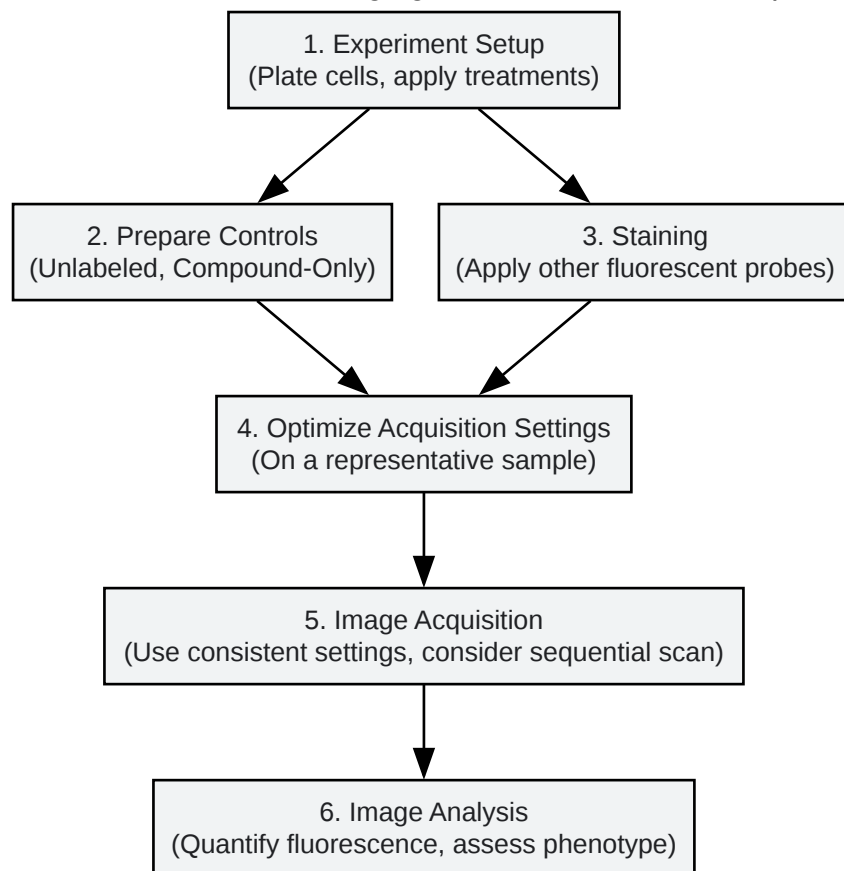 1. Experiment Setup
(Plate cells, apply treatments)
2. Prepare Controls
(Unlabeled, Compound-Only)
3. Staining
(Apply other fluorescent probes)
4. Optimize Acquisition Settings
(On a representative sample)
5. Image Acquisition
(Use consistent settings, consider sequential scan)
6. Image Analysis
(Quantify fluorescence, assess phenotype)